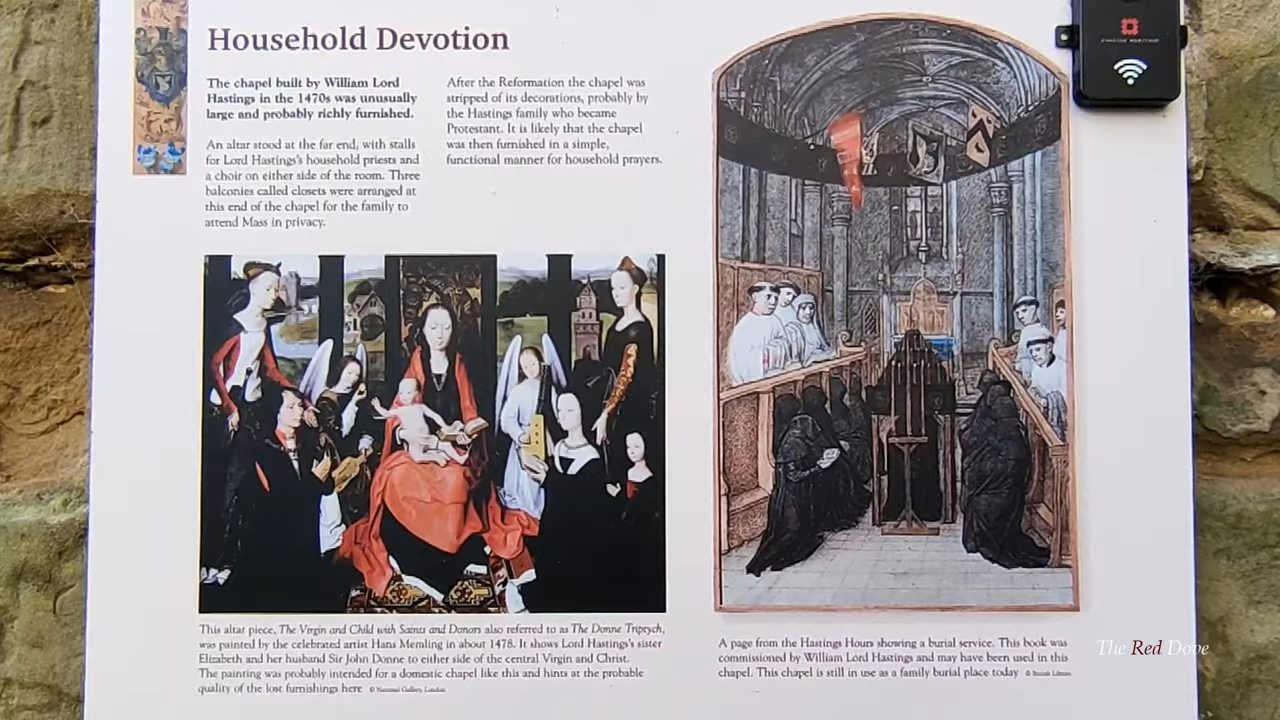 Household Devotion
The chapel built by William Lord
Hastings in the 1470s was unusually
large and probably richly furnished.
An altar stood at the far end, with stalls
for Lord Hastings's household priests and
a choir on either side of the room. Three
balconies called closets were arranged at
this end of the chapel for the family to
attend Mass in privacy.
After the Reformation the chapel was
stripped of its decorations, probably by
the Hastings family who became
Protestant. It is likely that the chapel
was then furnished in a simple,
functional manner for household prayers.
This altar piece, The Virgin and Child with Saints and Donors also referred to as The Donne Triptych,
was painted by the celebrated artist Hans Memling in about 1478. It shows Lord Hastings's sister
Elizabeth and her husband Sir John Donne to either side of the central Virgin and Christ.
The painting was probably intended for a domestic chapel like this and hints at the probable
quality of the lost furnishings here © National Gallery, London
A page from the Hastings Hours showing a burial service. This book was
commissioned by William Lord Hastings and may have been used in this
chapel. This chapel is still in use as a family burial place today © British Library
ENGLISH HERITAGE
The Red Dove